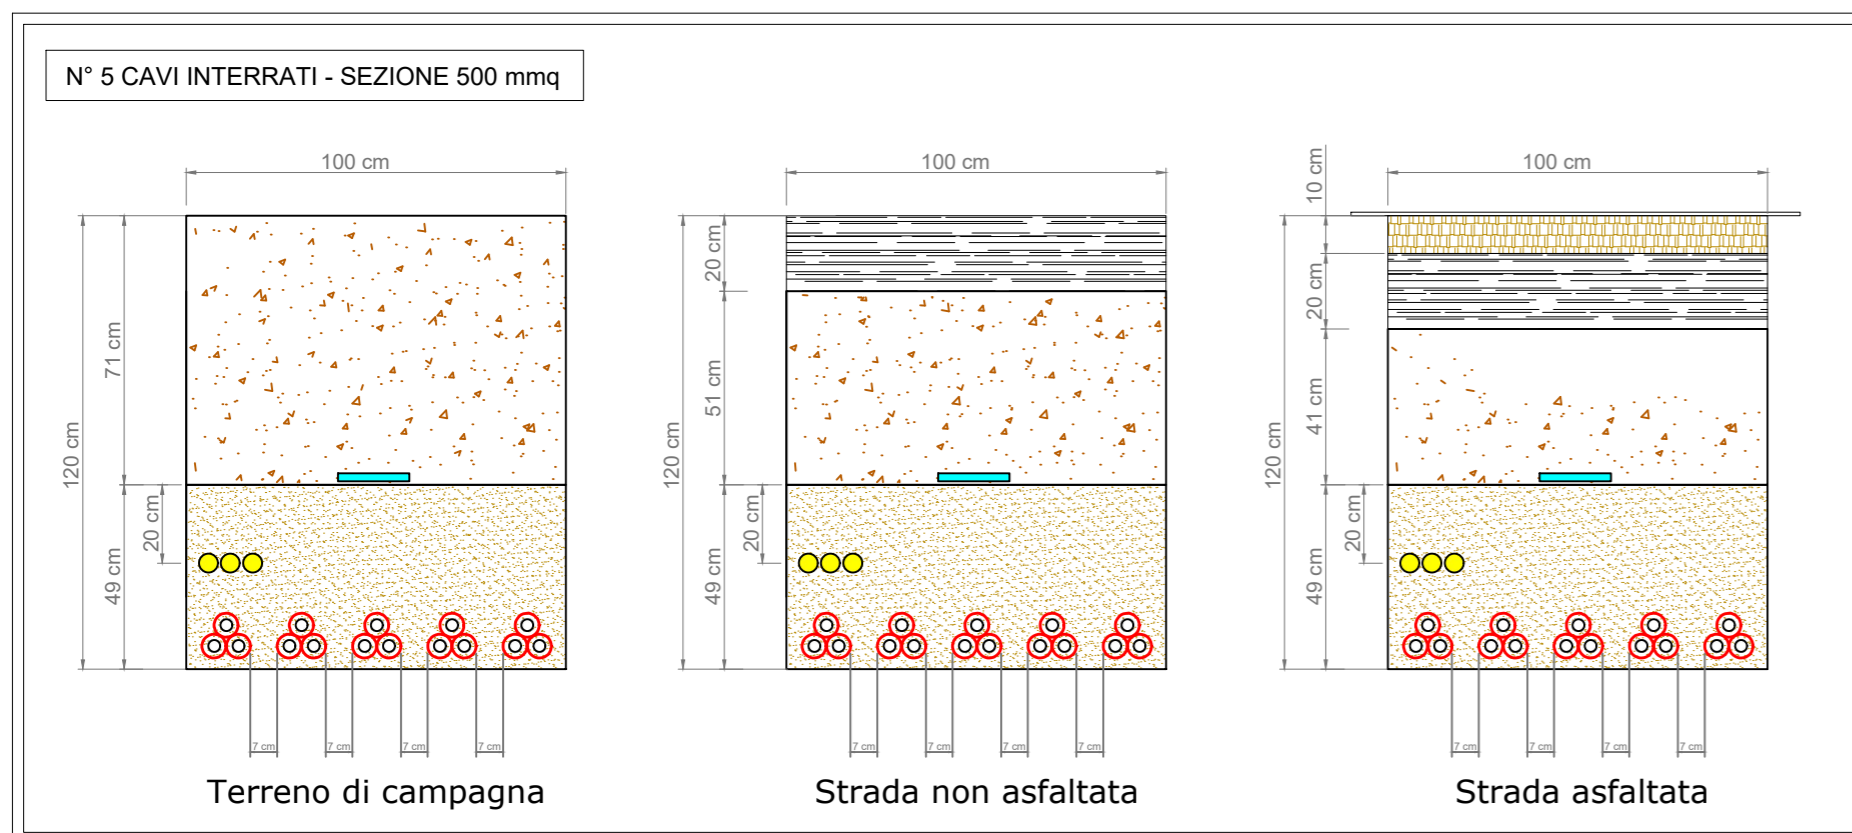 N° 5 CAVI INTERRATI - SEZIONE 500 mmq
100 cm
120 cm
71 cm
49 cm
20 cm
7 cm
7 cm
7 cm
7 cm
Terreno di campagna
100 cm
120 cm
20 cm
51 cm
49 cm
20 cm
7 cm
7 cm
7 cm
7 cm
Strada non asfaltata
100 cm
10 cm
120 cm
20 cm
41 cm
49 cm
20 cm
7 cm
7 cm
7 cm
7 cm
Strada asfaltata